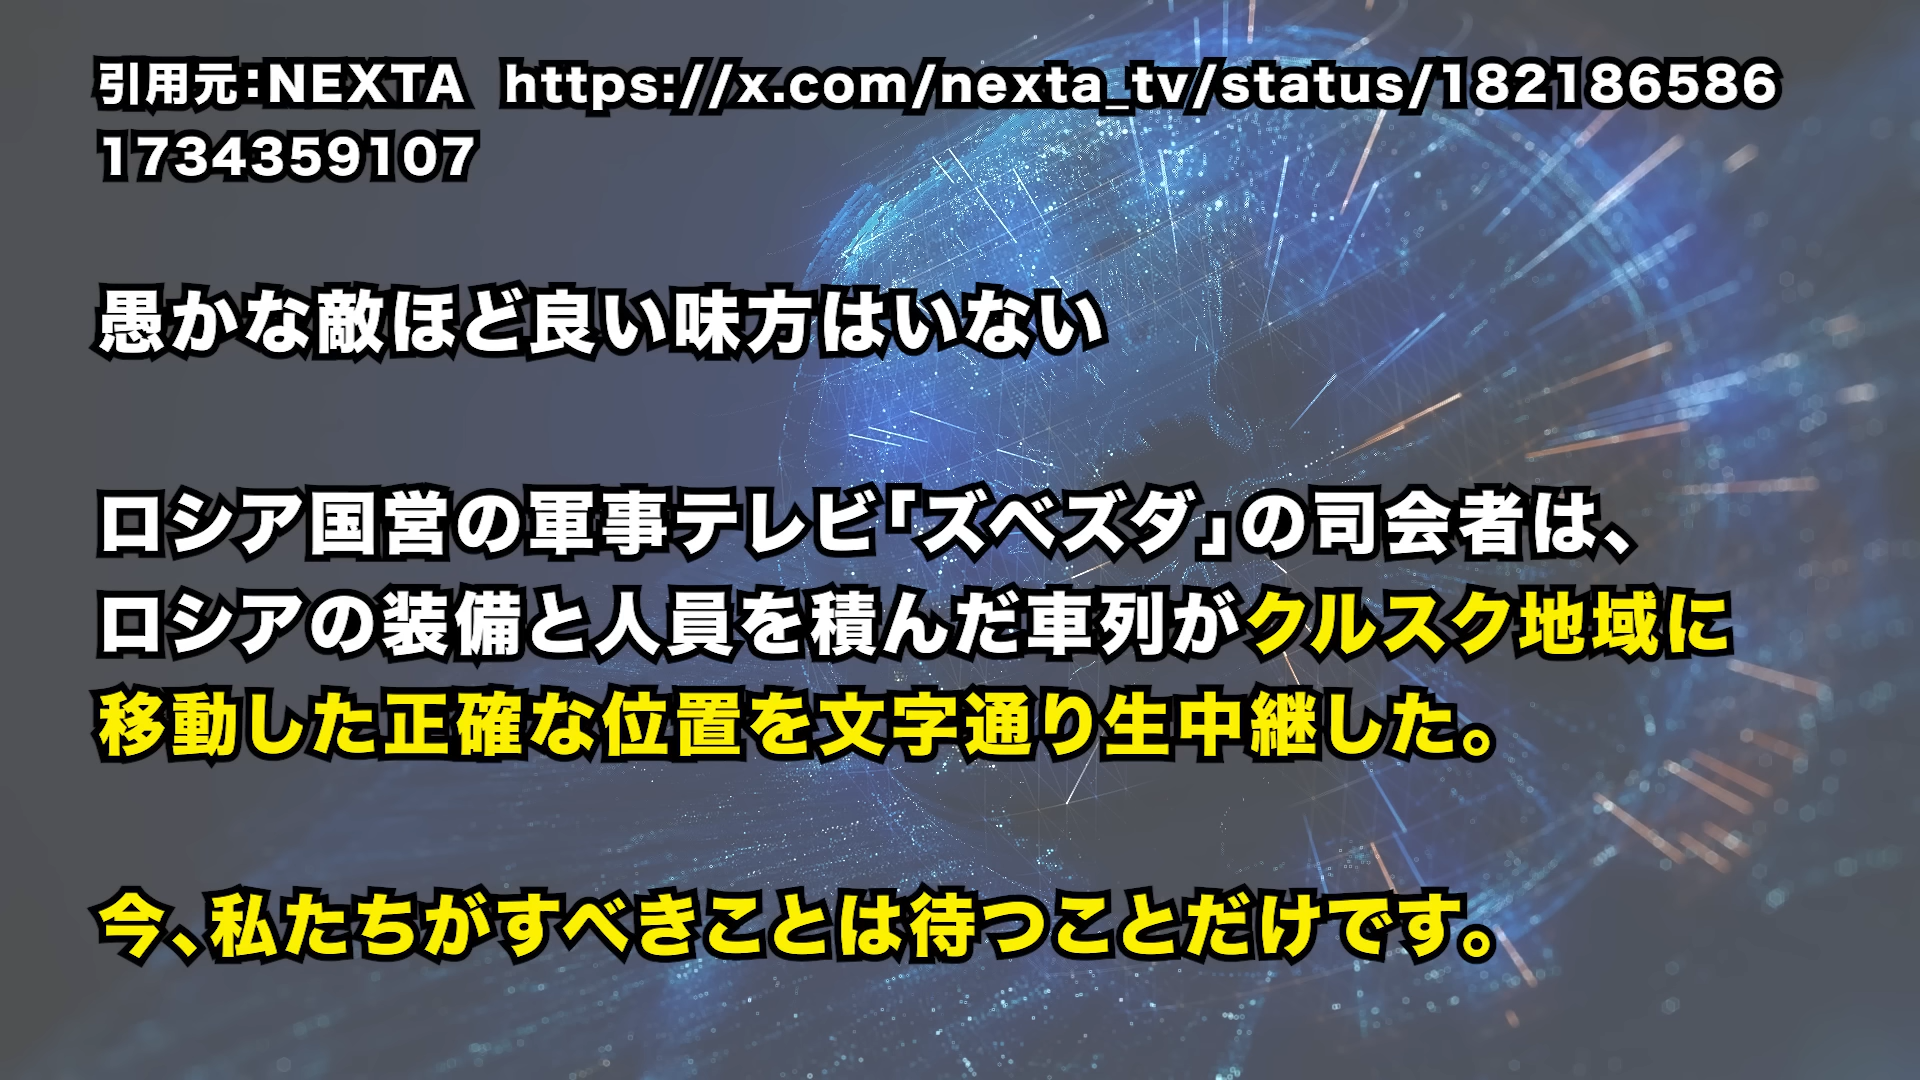 引用元：NEXTA https://x.com/nexta_tv/status/182186586
1734359107
愚かな敵ほど良い味方はいない
ロシア国営の軍事テレビ「ズベズダ」の司会者は、
ロシアの装備と人員を積んだ車列がクルスク地域に
移動した正確な位置を文字通り生中継した。
今、私たちがすべきことは待つことだけです。